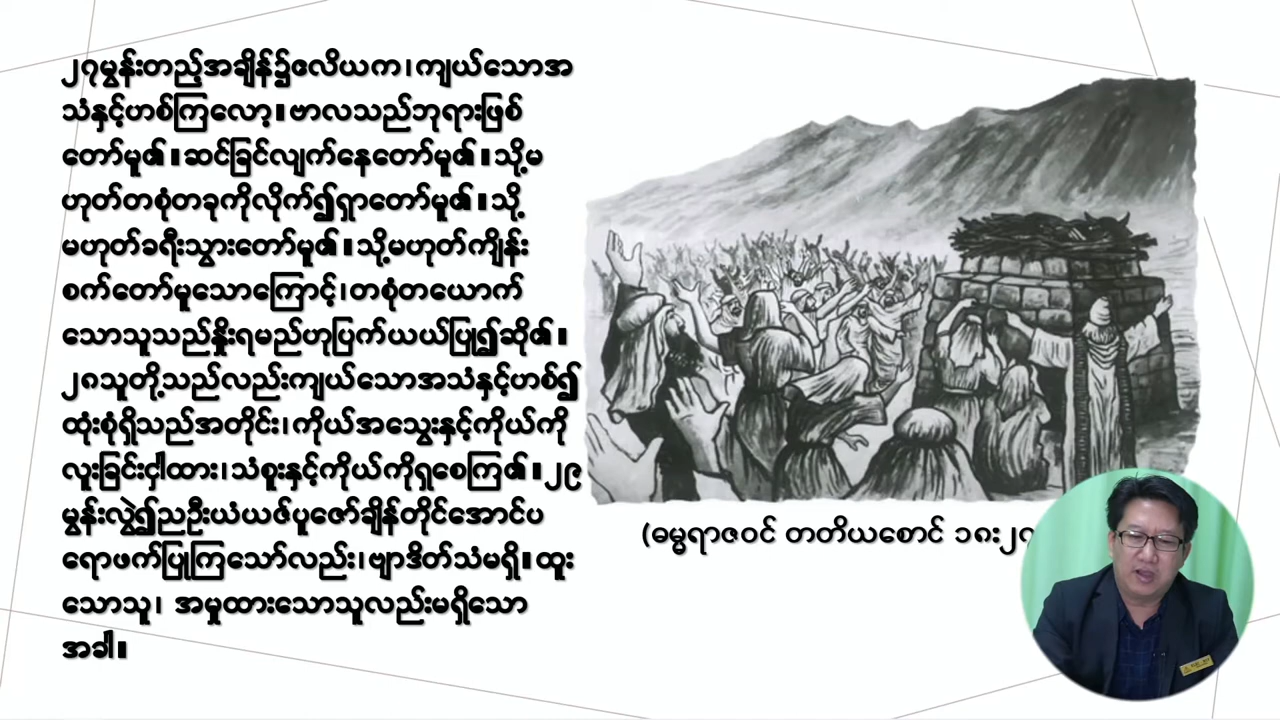 ၂၇မွန်းတည့်အချိန်၌ဧလိယက၊ကျယ်သောအ
သံနှင့်ဟစ်ကြလော့။ ဗာလသည်ဘုရားဖြစ်
တော်မူ၏။ ဆင်ခြင်လျက်နေတော်မူ၏။ သို့မ
ဟုတ်တစုံတခုကိုလိုက်၍ရှာတော်မူ၏။ သို့
မဟုတ်ခရီးသွားတော်မူ၏။ သို့မဟုတ်ကျိန်း
စက်တော်မူသောကြောင့်၊တစုံတယောက်
သောသူသည်နှိုးရမည်ဟုပြက်ယယ်ပြု၍ဆို၏။
၂၈သူတို့သည်လည်းကျယ်သောအသံနှင့်ဟစ်၍
ထုံးစံရှိသည်အတိုင်း၊ကိုယ်အသွေးနှင့်ကိုယ်ကို
လူးခြင်းငှါထား၊သံစူးနှင့်ကိုယ်ကိုရှစေကြ၏။၂၉
မွန်းလွဲ၍ညဦးယံယဇ်ပူဇော်ချိန်တိုင်အောင်ပ
ရောဖက်ပြုကြသော်လည်း၊ဗျာဒိတ်သံမရှိ။ထူး
သောသူ၊ အမှုထားသောသူလည်းမရှိသော
အခါ။
(ဓမ္မရာဇဝင် တတိယစောင် ၁၈း၂၇